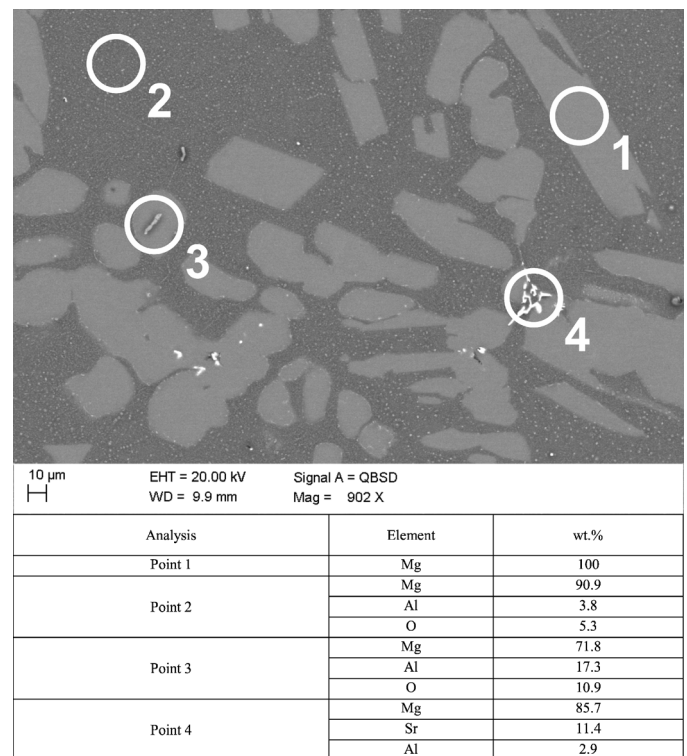 2
1
3
4
10 µm EHT = 20.00 kV Signal A = QBSD
WD = 9.9 mm Mag = 902 X
Analysis Element wt.%
Point 1 Mg 100
Point 2 Mg 90.9
Al 3.8
O 5.3
Point 3 Mg 71.8
Al 17.3
O 10.9
Point 4 Mg 85.7
Sr 11.4
Al 2.9